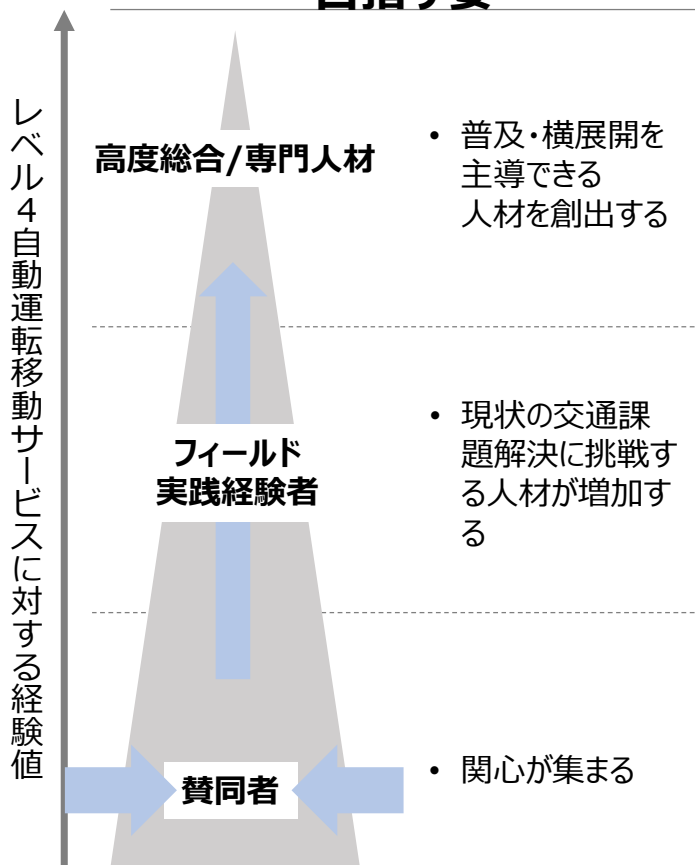 目指す姿
レベル４自動運転移動サービスに対する経験値
高度総合/専門人材
• 普及・横展開を
主導できる
人材を創出する
フィールド
実践経験者
• 現状の交通課
題解決に挑戦す
る人材が増加す
る
賛同者
• 関心が集まる